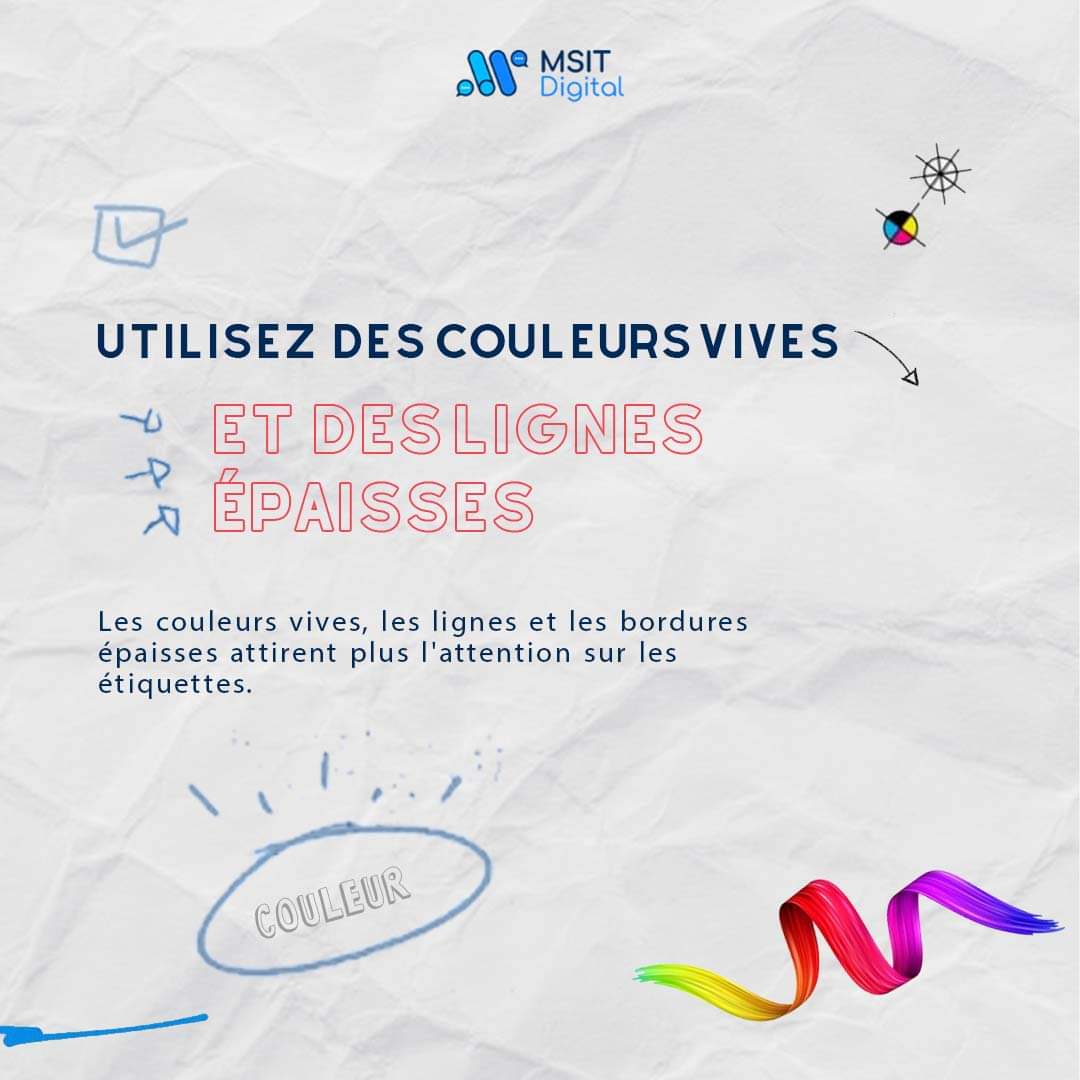 MSIT
Digital
UTILISEZ DES COULEURS VIVES
ET DES LIGNES
ÉPAISSES
Les couleurs vives, les lignes et les bordures
épaisses attirent plus l'attention sur les
étiquettes.
COULEUR